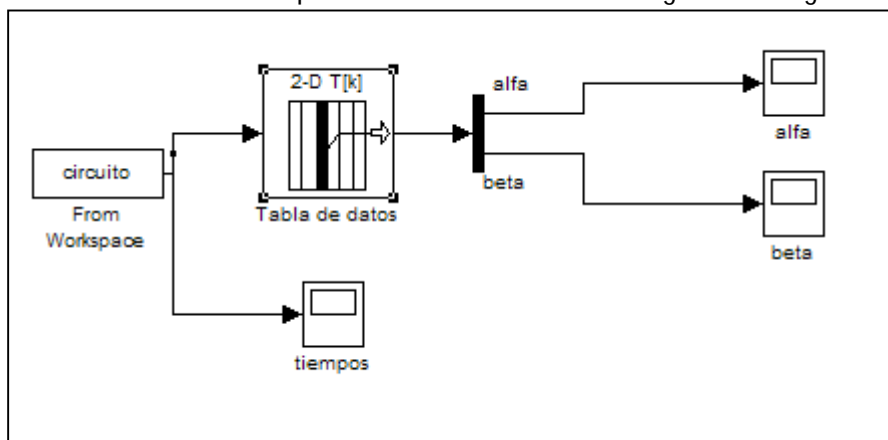 2-D T[k]
alfa
alfa
circuito
From
Workspace
Tabla de datos
beta
beta
tiempos